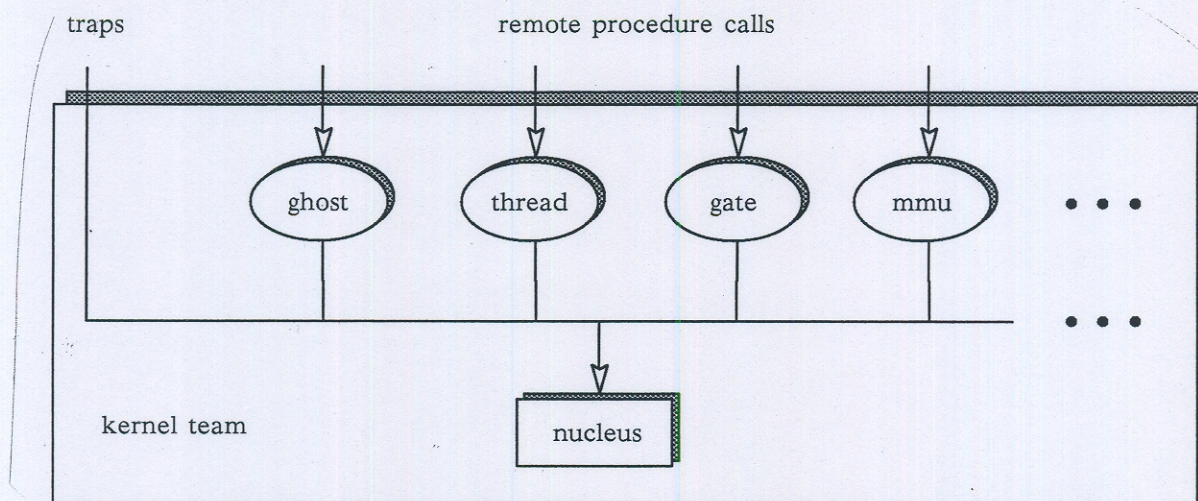 traps
remote procedure calls
ghost
thread
gate
mmu
kernel team
nucleus